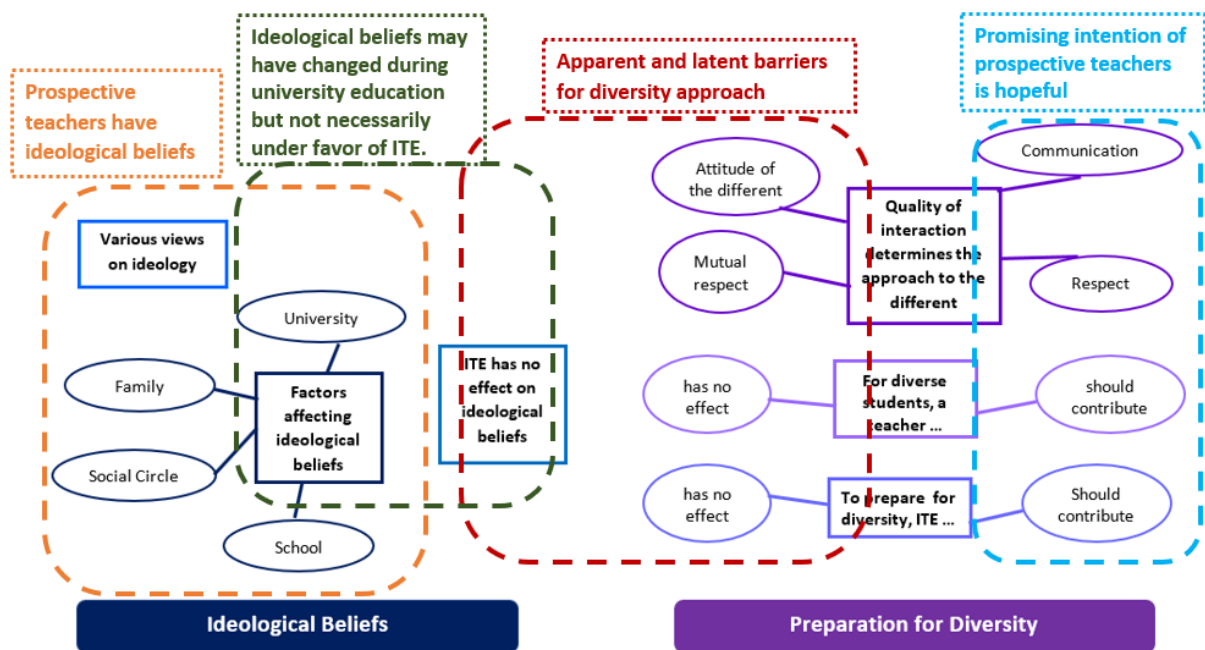 Prospective
teachers have
ideological beliefs
Ideological beliefs may
have changed during
university education
but not necessarily
under favor of ITE.
Apparent and latent barriers
for diversity approach
Promising intention of
prospective teachers
is hopeful
Various views
on ideology
University
Family
Factors
affecting
ideological
beliefs
Social Circle
School
ITE has no
effect on
ideological
beliefs
Attitude of
the different
Mutual
respect
Quality of
interaction
determines the
approach to the
different
Communication
Respect
has no
effect
For diverse
students, a
teacher ...
should
contribute
has no
effect
To prepare for
diversity, ITE ...
Should
contribute
Ideological Beliefs
Preparation for Diversity